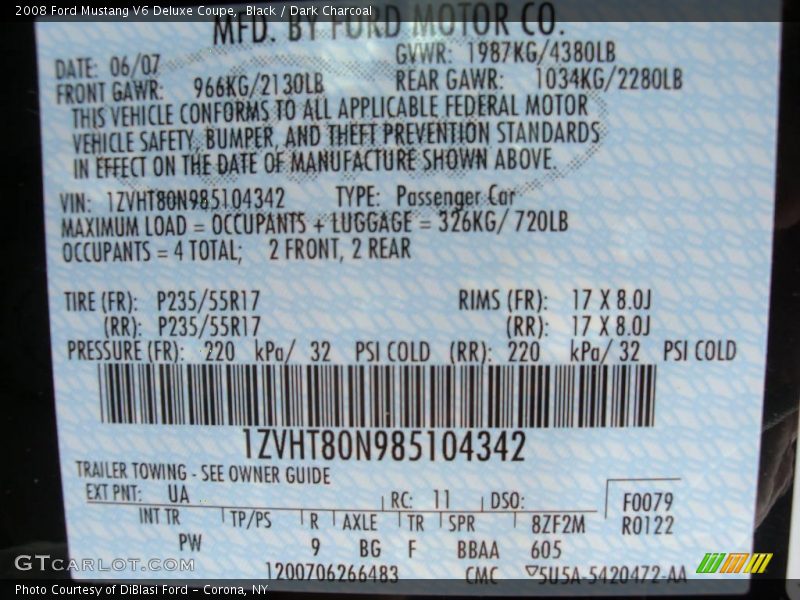 2008 Ford Mustang V6 Deluxe Coupe, Black / Dark Charcoal
MFD. BY FORD MOTOR CO.
DATE: 06/07 GVWR: 1987KG/4380LB
FRONT GAWR: 966KG/2130LB REAR GAWR: 1034KG/2280LB
THIS VEHICLE CONFORMS TO ALL APPLICABLE FEDERAL MOTOR
VEHICLE SAFETY, BUMPER, AND THEFT PREVENTION STANDARDS
IN EFFECT ON THE DATE OF MANUFACTURE SHOWN ABOVE.
VIN: 1ZVHT80N985104342 TYPE: Passenger Car
MAXIMUM LOAD = OCCUPANTS + LUGGAGE = 326KG/ 720LB
OCCUPANTS = 4 TOTAL; 2 FRONT, 2 REAR
TIRE (FR): P235/55R17 RIMS (FR): 17 X 8.0J
(RR): P235/55R17 (RR): 17 X 8.0J
PRESSURE (FR): 220 kPa/ 32 PSI COLD (RR): 220 kPa/ 32 PSI COLD
1ZVHT80N985104342
TRAILER TOWING - SEE OWNER GUIDE
EXT PNT: UA RC: 11 DSO: F0079
INT TR TP/PS R AXLE TR SPR 8ZF2M R0122
PW 9 BG F BBAA 605
1200706266483 CMC ▽5U5A-5420472-AA
GTCARLOT.COM
Photo Courtesy of DiBlasi Ford - Corona, NY